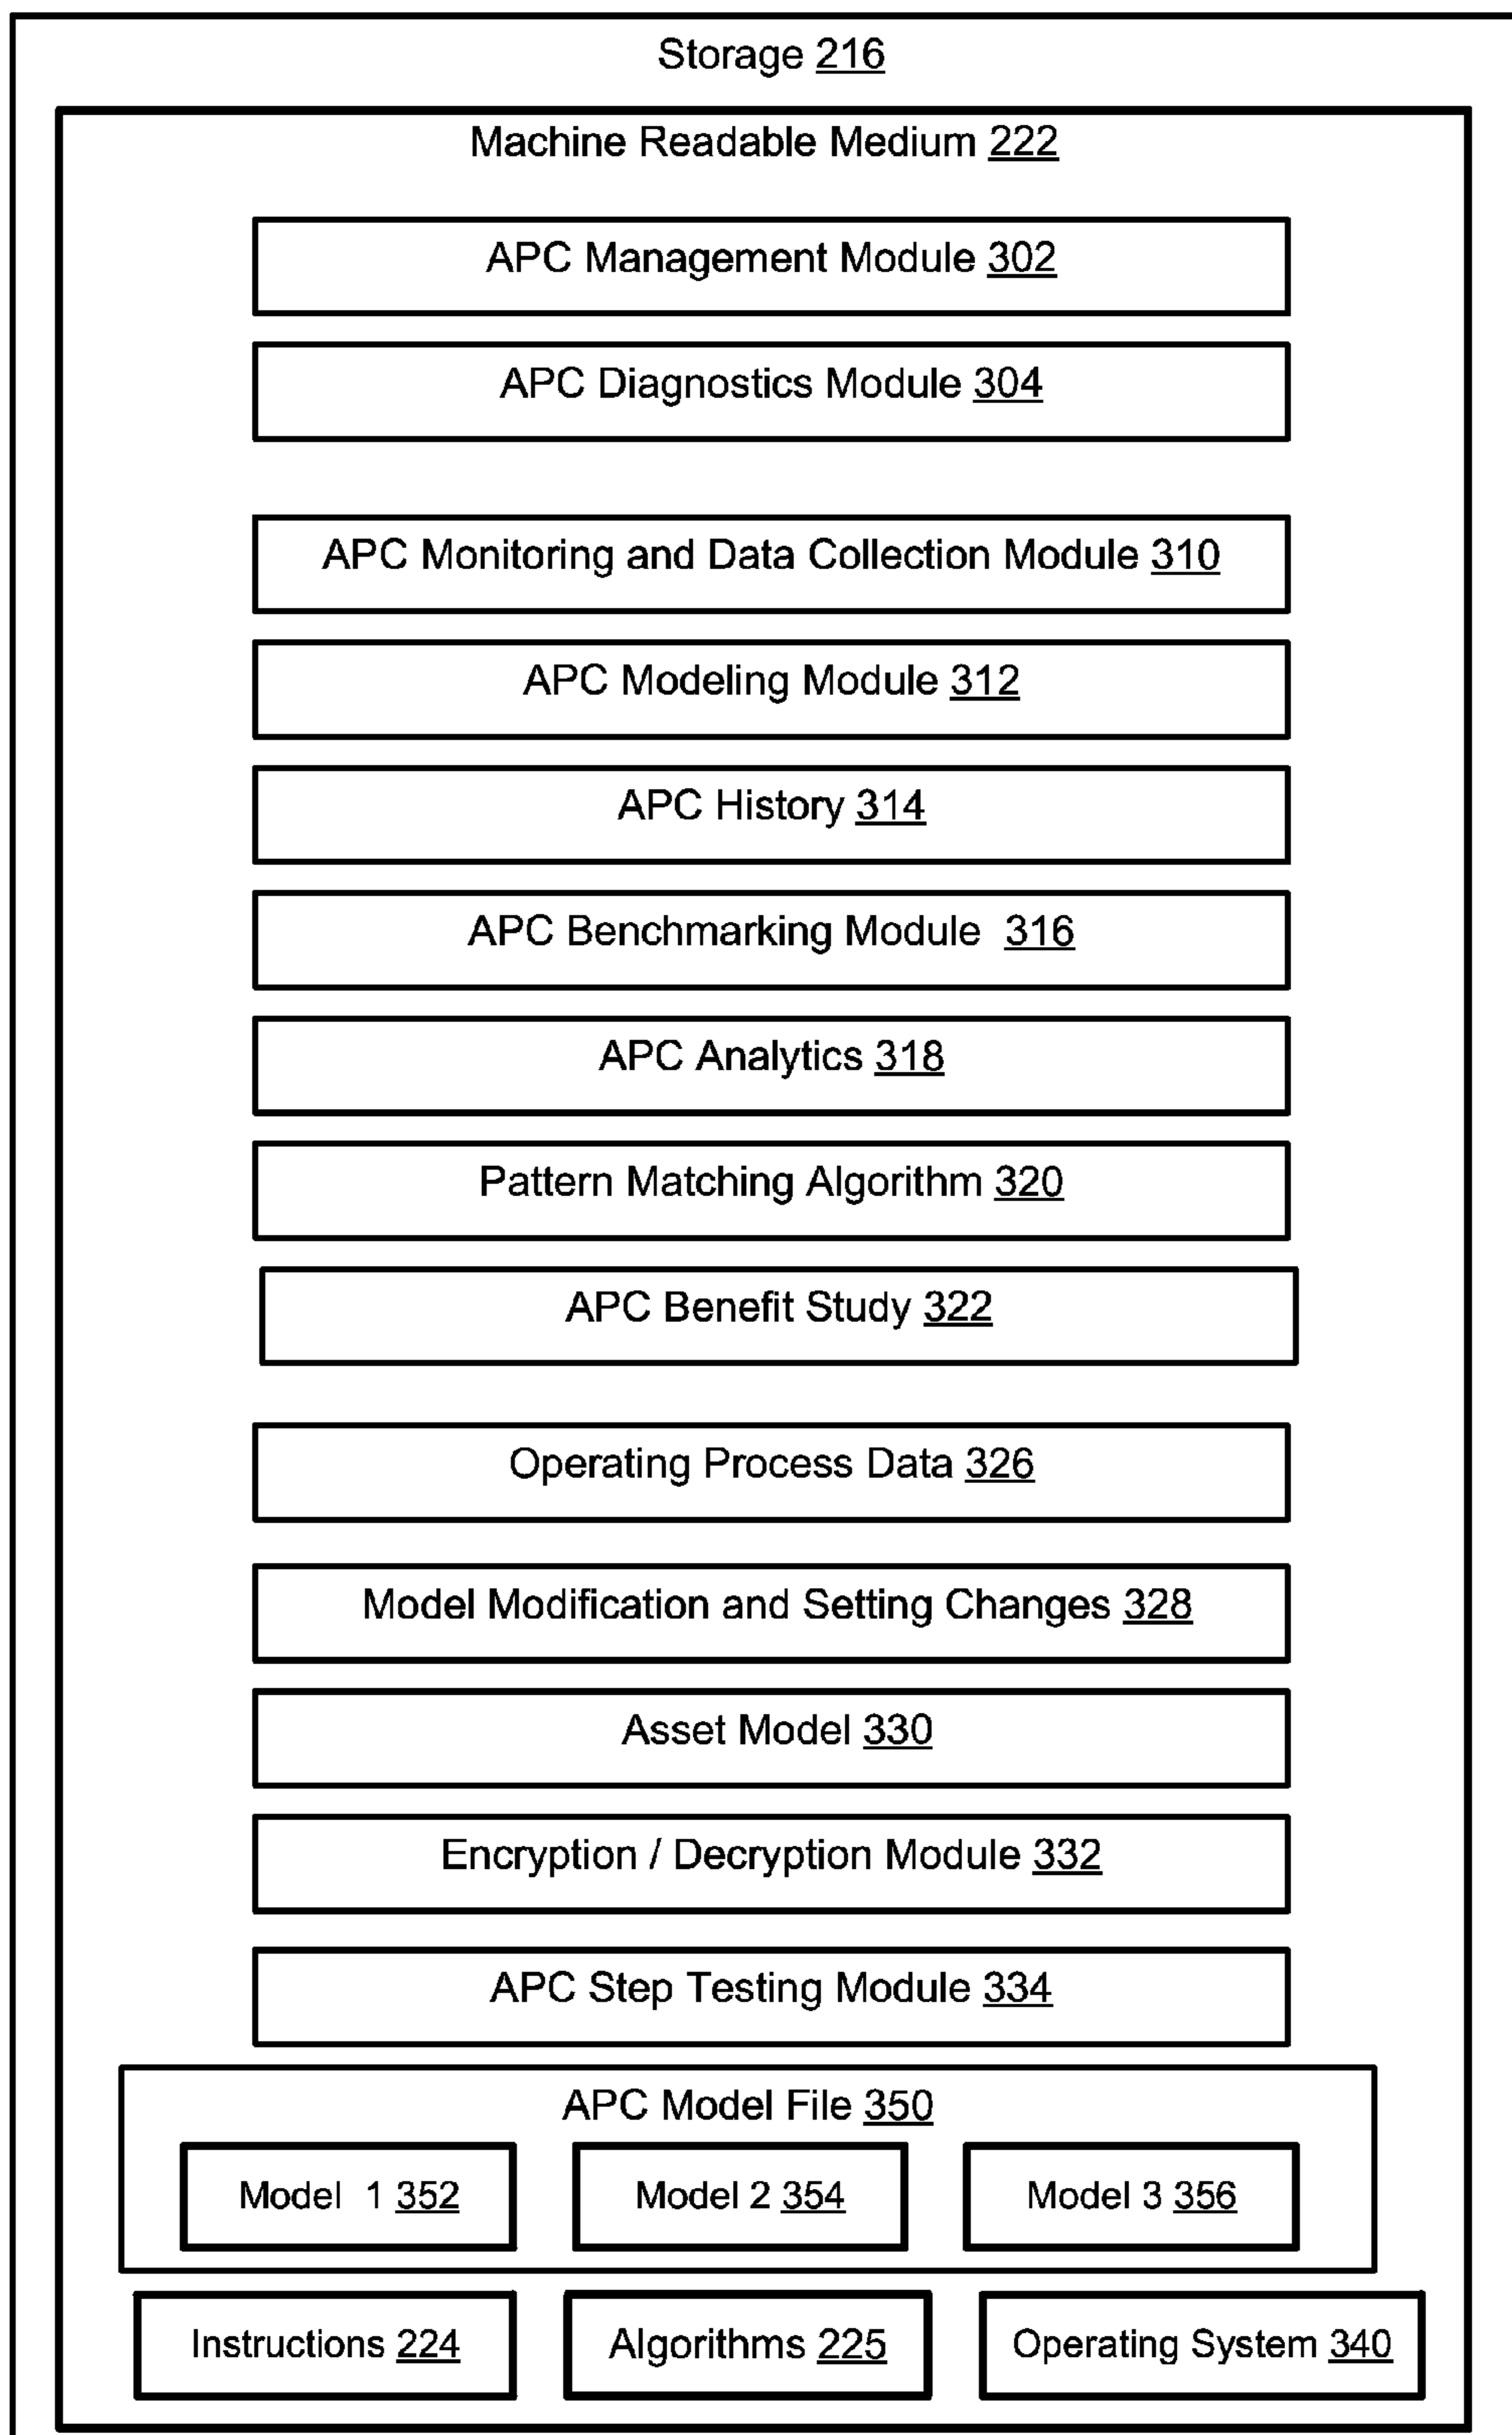 Storage 216
Machine Readable Medium 222
APC Management Module 302
APC Diagnostics Module 304
APC Monitoring and Data Collection Module 310
APC Modeling Module 312
APC History 314
APC Benchmarking Module 316
APC Analytics 318
Pattern Matching Algorithm 320
APC Benefit Study 322
Operating Process Data 326
Model Modification and Setting Changes 328
Asset Model 330
Encryption / Decryption Module 332
APC Step Testing Module 334
APC Model File 350
Model 1 352
Model 2 354
Model 3 356
Instructions 224
Algorithms 225
Operating System 340